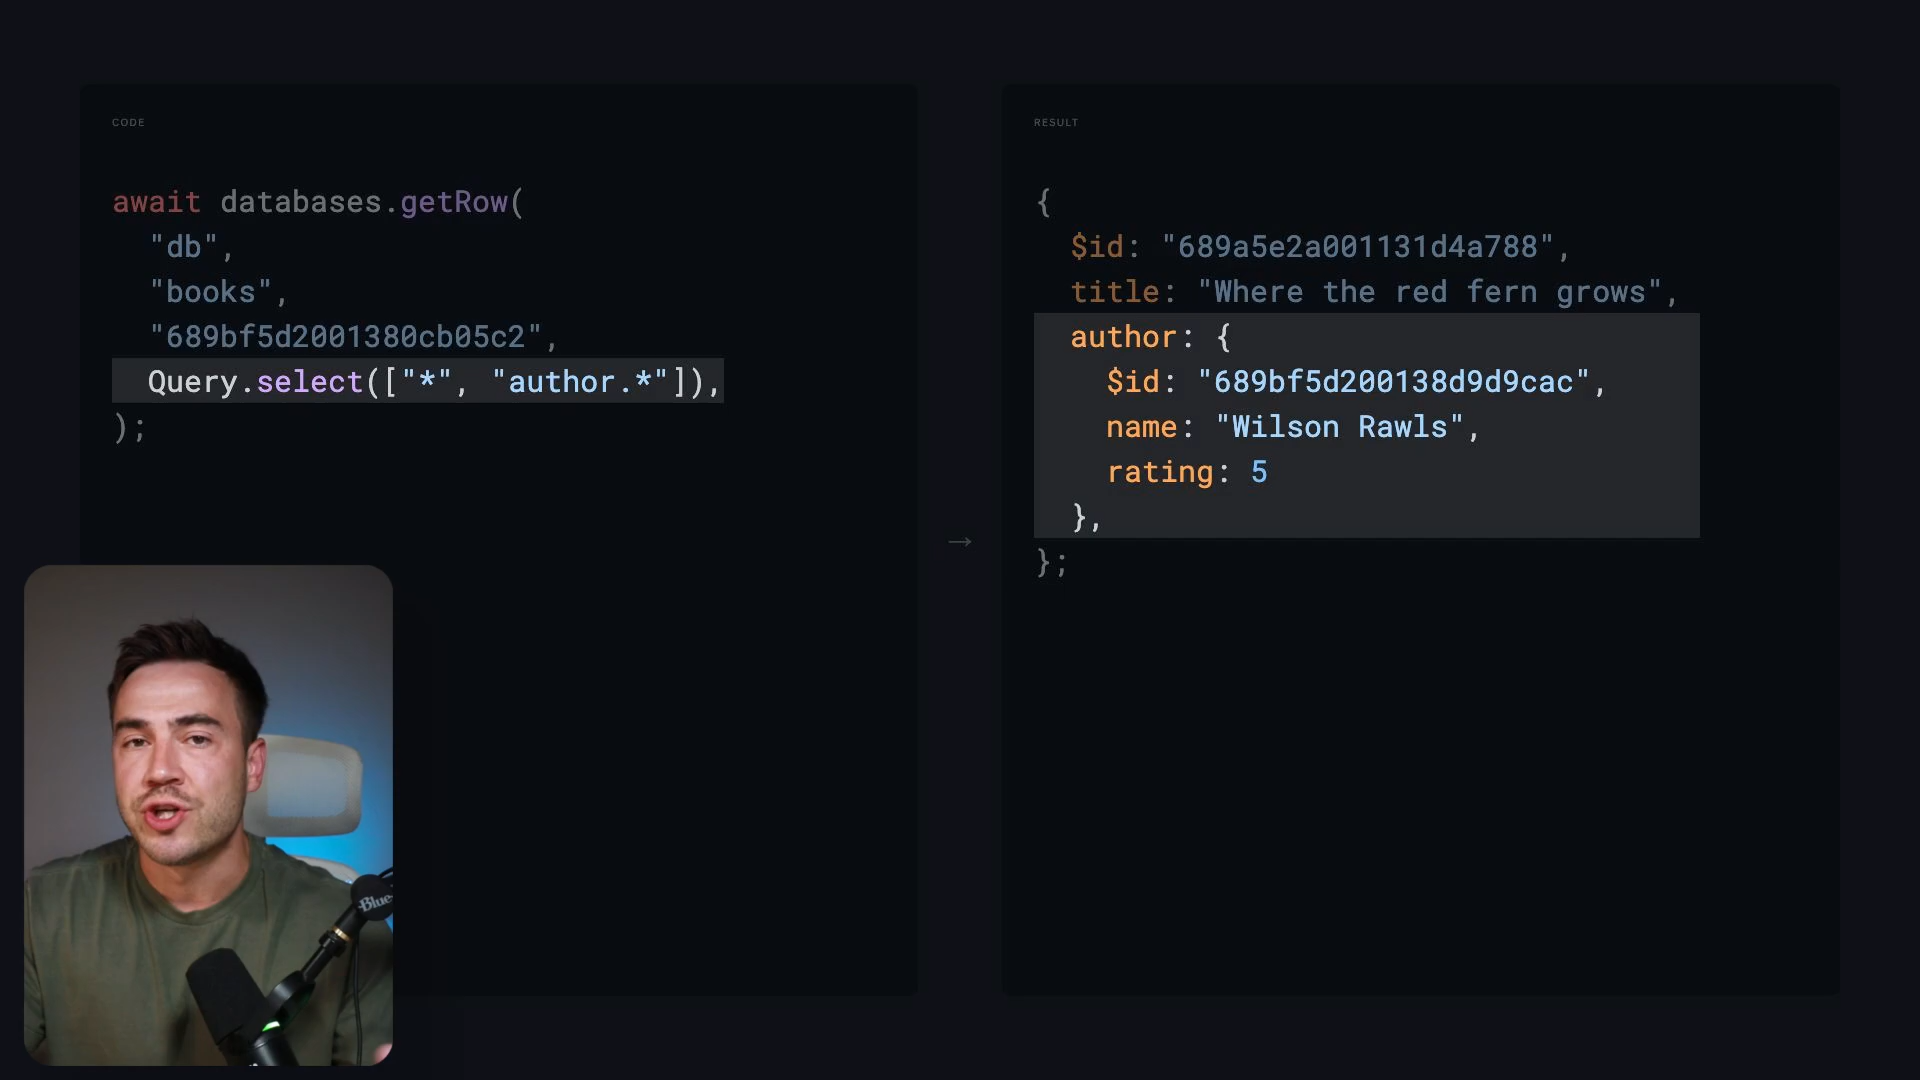 CODE
await databases.getRow(
"db",
"books",
"689bf5d2001380cb05c2",
Query.select(["*", "author.*"]),
);
RESULT
{
$id: "689a5e2a001131d4a788",
title: "Where the red fern grows",
author: {
$id: "689bf5d200138d9d9cac",
name: "Wilson Rawls",
rating: 5
},
};
→
Blue